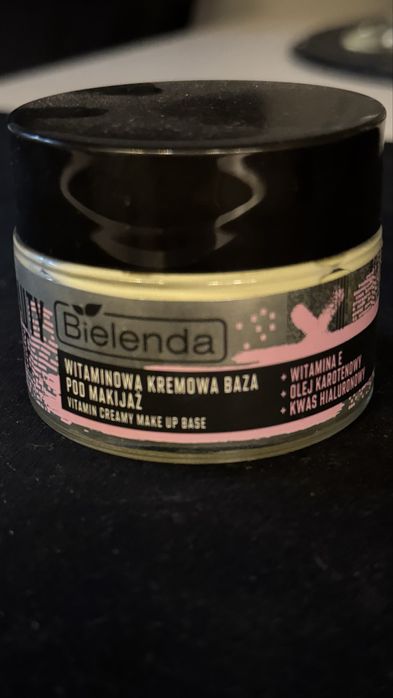 Bielenda
WITAMINOWA KREMOWA BAZA
POD MAKIJAŻ
VITAMIN CREAMY MAKE UP BASE
+ WITAMINA E
+ OLEJ KAROTENOWY
+ KWAS HIALURONOWY